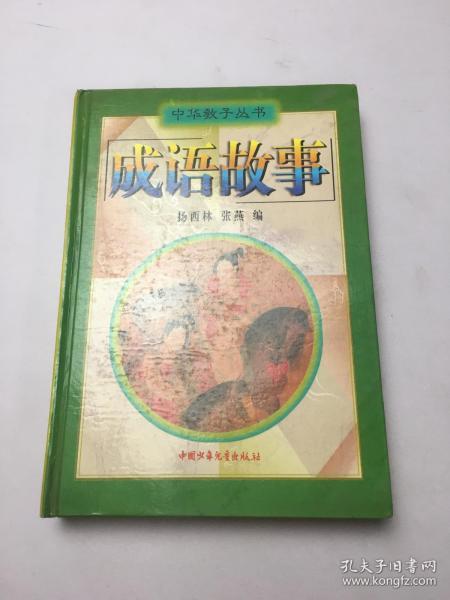 中华教子丛书
成语故事
扬西林 张燕 编
中国少年儿童出版社
孔夫子旧书网
www.kongfz.com